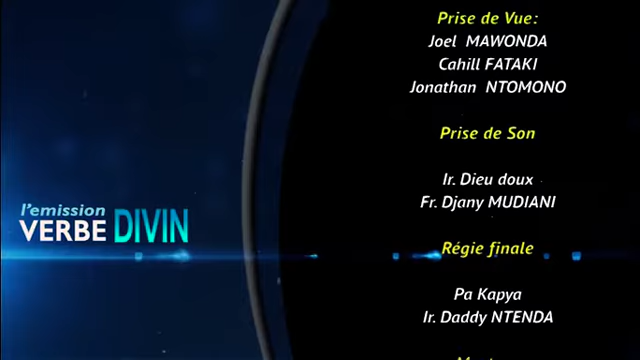 l'emission
VERBE DIVIN
Prise de Vue:
Joel MAWONDA
Cahill FATAKI
Jonathan NTOMONO
Prise de Son
Ir. Dieu doux
Fr. Djany MUDIANI
Régie finale
Pa Kapya
Ir. Daddy NTENDA